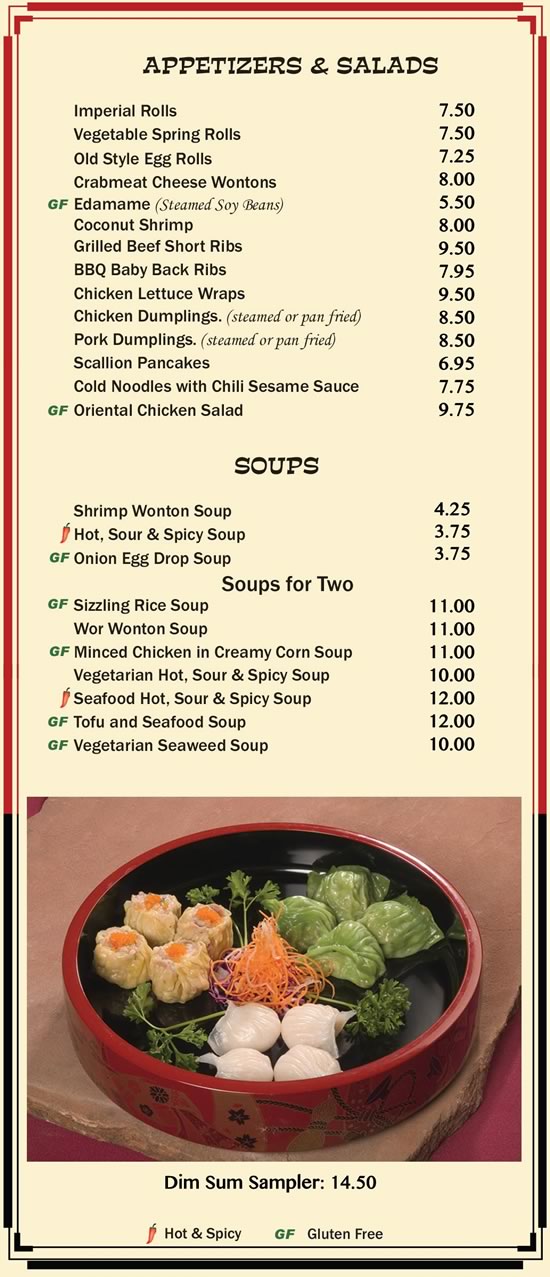 APPETIZERS & SALADS
Imperial Rolls 7.50
Vegetable Spring Rolls 7.50
Old Style Egg Rolls 7.25
Crabmeat Cheese Wontons 8.00
GF Edamame (Steamed Soy Beans) 5.50
Coconut Shrimp 8.00
Grilled Beef Short Ribs 9.50
BBQ Baby Back Ribs 7.95
Chicken Lettuce Wraps 9.50
Chicken Dumplings. (steamed or pan fried) 8.50
Pork Dumplings. (steamed or pan fried) 8.50
Scallion Pancakes 6.95
Cold Noodles with Chili Sesame Sauce 7.75
GF Oriental Chicken Salad 9.75
SOUPS
Shrimp Wonton Soup 4.25
Hot, Sour & Spicy Soup 3.75
GF Onion Egg Drop Soup 3.75
Soups for Two
GF Sizzling Rice Soup 11.00
Wor Wonton Soup 11.00
GF Minced Chicken in Creamy Corn Soup 11.00
Vegetarian Hot, Sour & Spicy Soup 10.00
Seafood Hot, Sour & Spicy Soup 12.00
GF Tofu and Seafood Soup 12.00
GF Vegetarian Seaweed Soup 10.00
Dim Sum Sampler: 14.50
Hot & Spicy GF Gluten Free